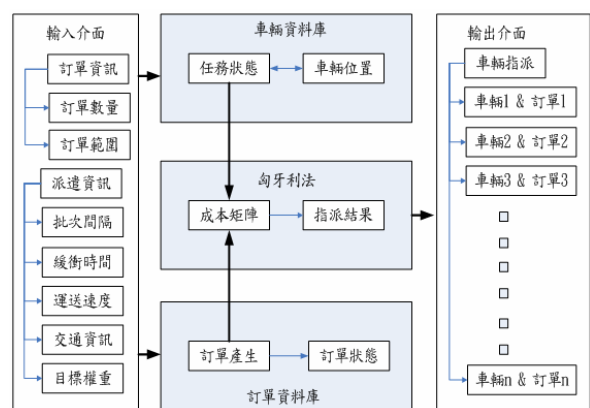 輸入介面
訂單資訊
訂單數量
訂單範圍
派遣資訊
批次間隔
緩衝時間
運送速度
交通資訊
目標權重
車輛資料庫
任務狀態
車輛位置
匈牙利法
成本矩陣
指派結果
訂單產生
訂單狀態
訂單資料庫
輸出介面
車輛指派
車輛1 & 訂單1
車輛2 & 訂單2
車輛3 & 訂單3
車輛n & 訂單n